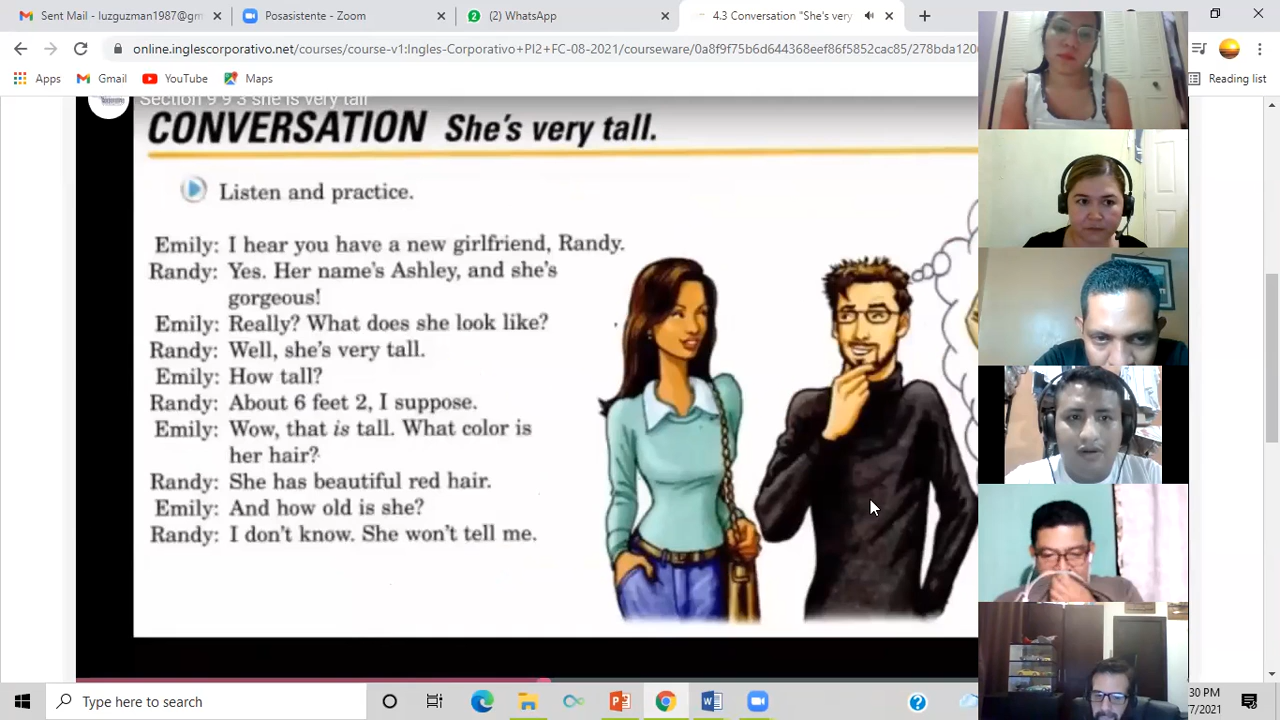 Sent Mail - luzguzman1987@gm
Posasistente - Zoom
(2) WhatsApp
4.3 Conversation "She's very
online.inglescorporativo.net/courses/course-v1:Ingles-Corporativo+PI2+FC-08-2021/courseware/0a8f9f75b6d644368eef86f5852cac85/278bda120
Apps
Gmail
YouTube
Maps
Reading list
Section 9 9 3 she is very tall
CONVERSATION She's very tall.
Listen and practice.
Emily: I hear you have a new girlfriend, Randy.
Randy: Yes. Her name's Ashley, and she's
gorgeous!
Emily: Really? What does she look like?
Randy: Well, she's very tall.
Emily: How tall?
Randy: About 6 feet 2, I suppose.
Emily: Wow, that is tall. What color is
her hair?
Randy: She has beautiful red hair.
Emily: And how old is she?
Randy: I don't know. She won't tell me.
Type here to search
30 PM
7/2021